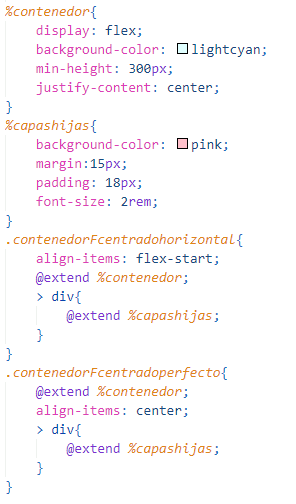 %contenedor{
    display: flex;
    background-color: lightcyan;
    min-height: 300px;
    justify-content: center;
}
%capashijas{
    background-color: pink;
    margin:15px;
    padding: 18px;
    font-size: 2rem;
}
.contenedorFcentradohorizontal{
    align-items: flex-start;
    @extend %contenedor;
    > div{
        @extend %capashijas;
    }
}
.contenedorFcentradoperfecto{
    @extend %contenedor;
    align-items: center;
    > div{
        @extend %capashijas;
    }
}